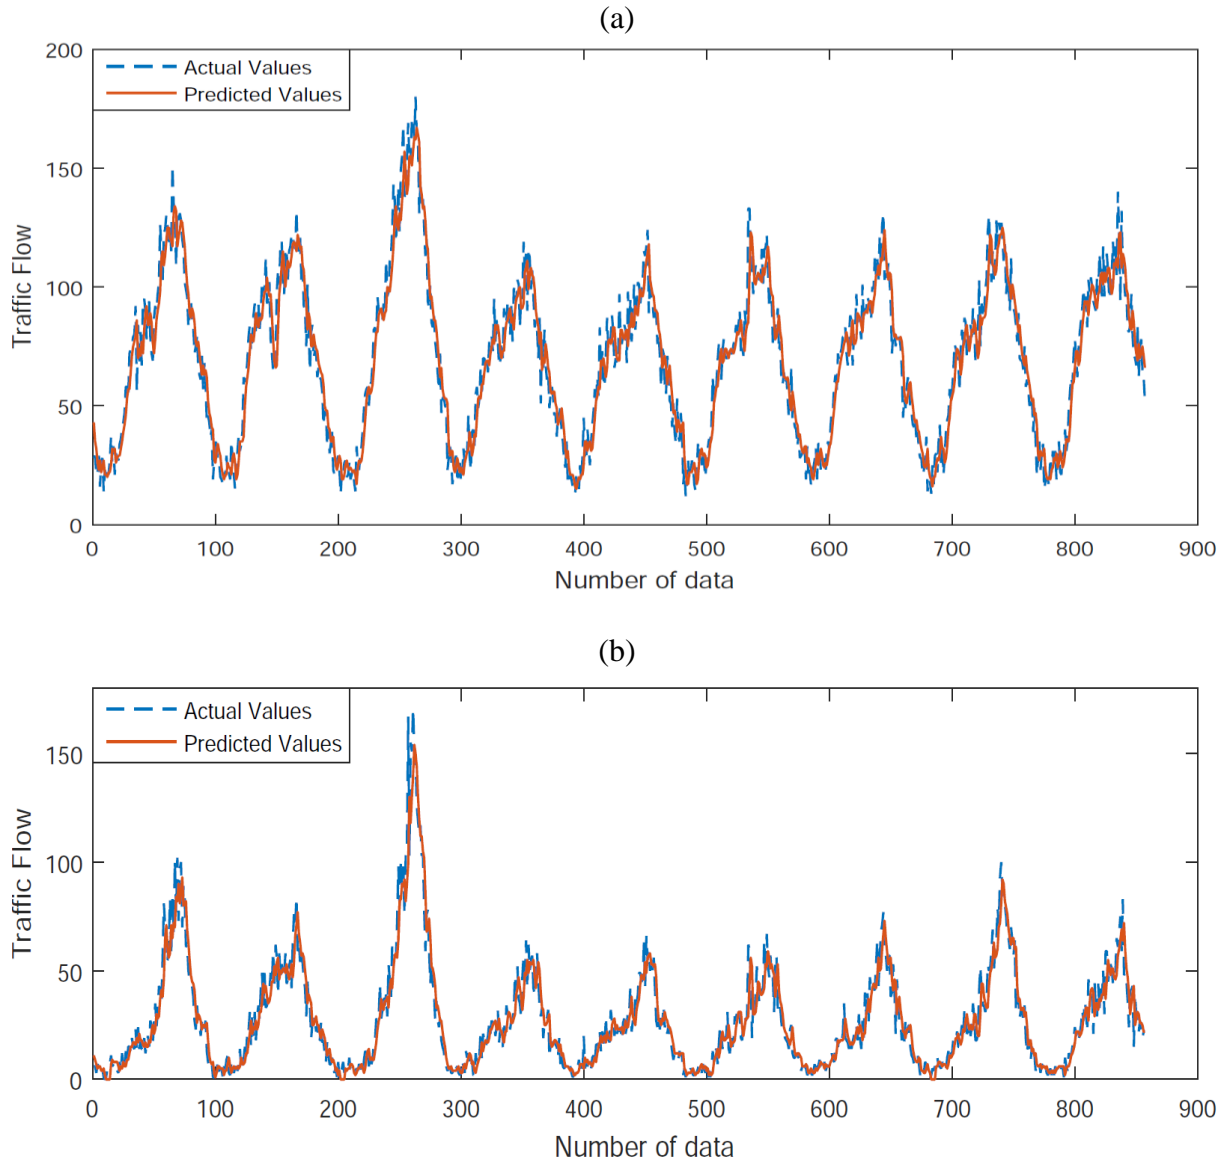 (a)
200
Actual Values
Predicted Values
150
100
50
0
Traffic Flow
0 100 200 300 400 500 600 700 800 900
Number of data
(b)
Actual Values
Predicted Values
150
100
50
0
Traffic Flow
0 100 200 300 400 500 600 700 800 900
Number of data